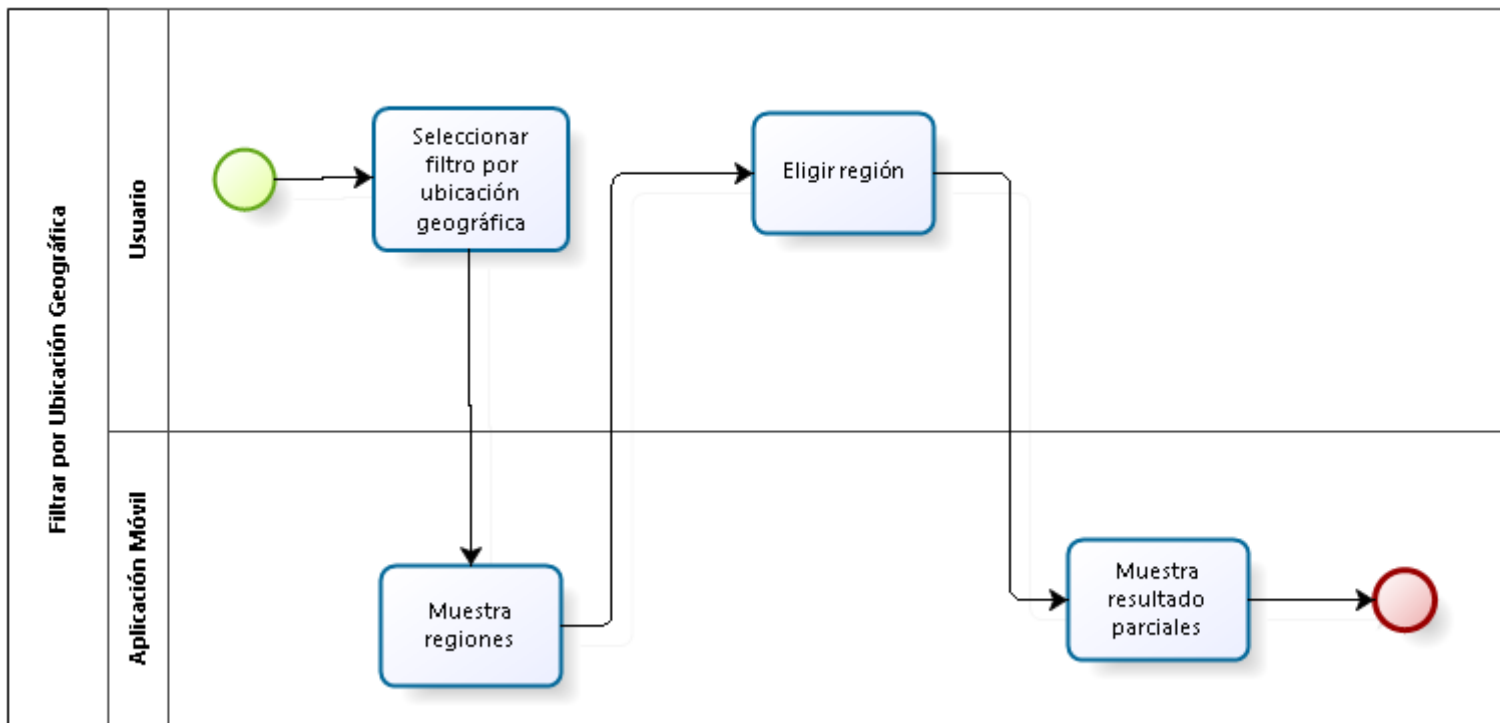 Filtrar por Ubicación Geográfica
Usuario
Seleccionar
filtro por
ubicación
geográfica
Eligir región
Aplicación Móvil
Muestra
regiones
Muestra
resultado
parciales